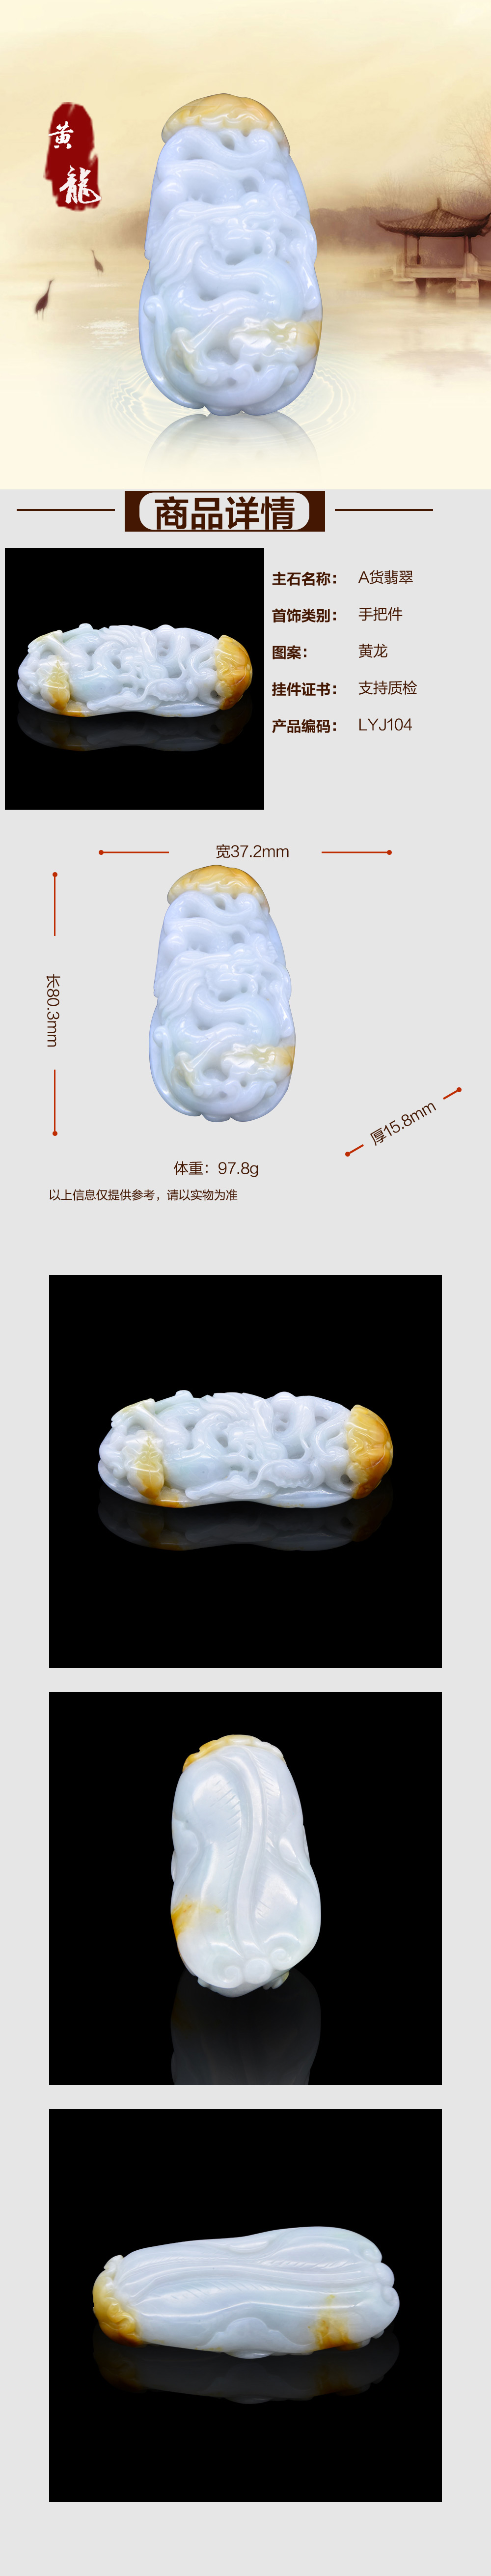 黄
龍
商品详情
主石名称： A货翡翠
首饰类别： 手把件
图案： 黄龙
挂件证书： 支持质检
产品编码： LYJ104
宽37.2mm
长80.3mm
厚15.8mm
体重：97.8g
以上信息仅提供参考，请以实物为准